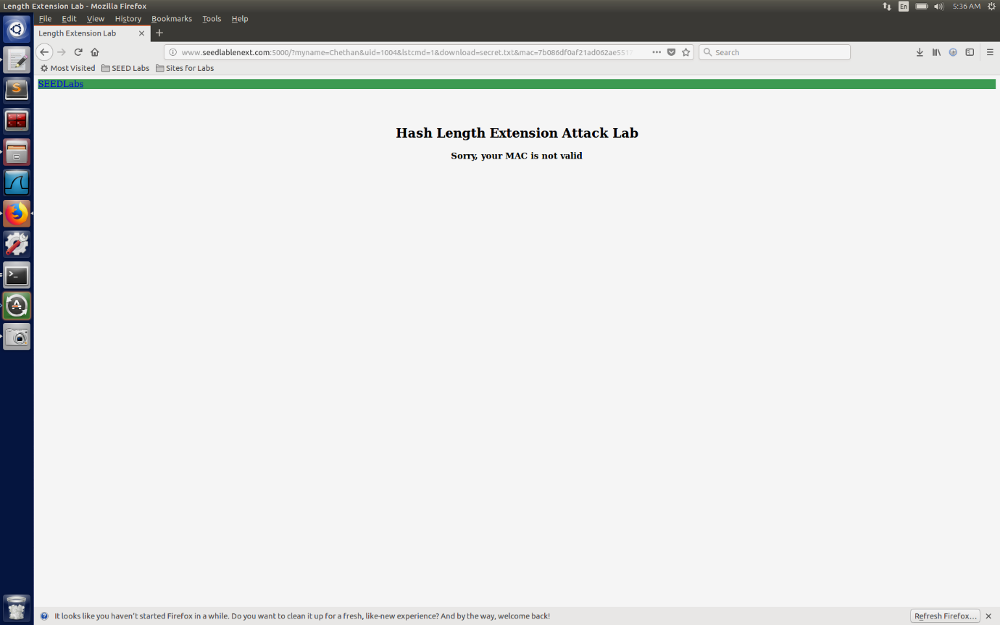 Length Extension Lab - Mozilla Firefox En 5:36 AM
File Edit View History Bookmarks Tools Help
Length Extension Lab
www.seedlablenext.com:5000/?myname=Chethan&uid=1004&lstcmd=1&download=secret.txt&mac=7b086df0af21ad062ae5517 Search
Most Visited SEED Labs Sites for Labs
SEEDLabs
Hash Length Extension Attack Lab
Sorry, your MAC is not valid
It looks like you haven't started Firefox in a while. Do you want to clean it up for a fresh, like-new experience? And by the way, welcome back! Refresh Firefox...